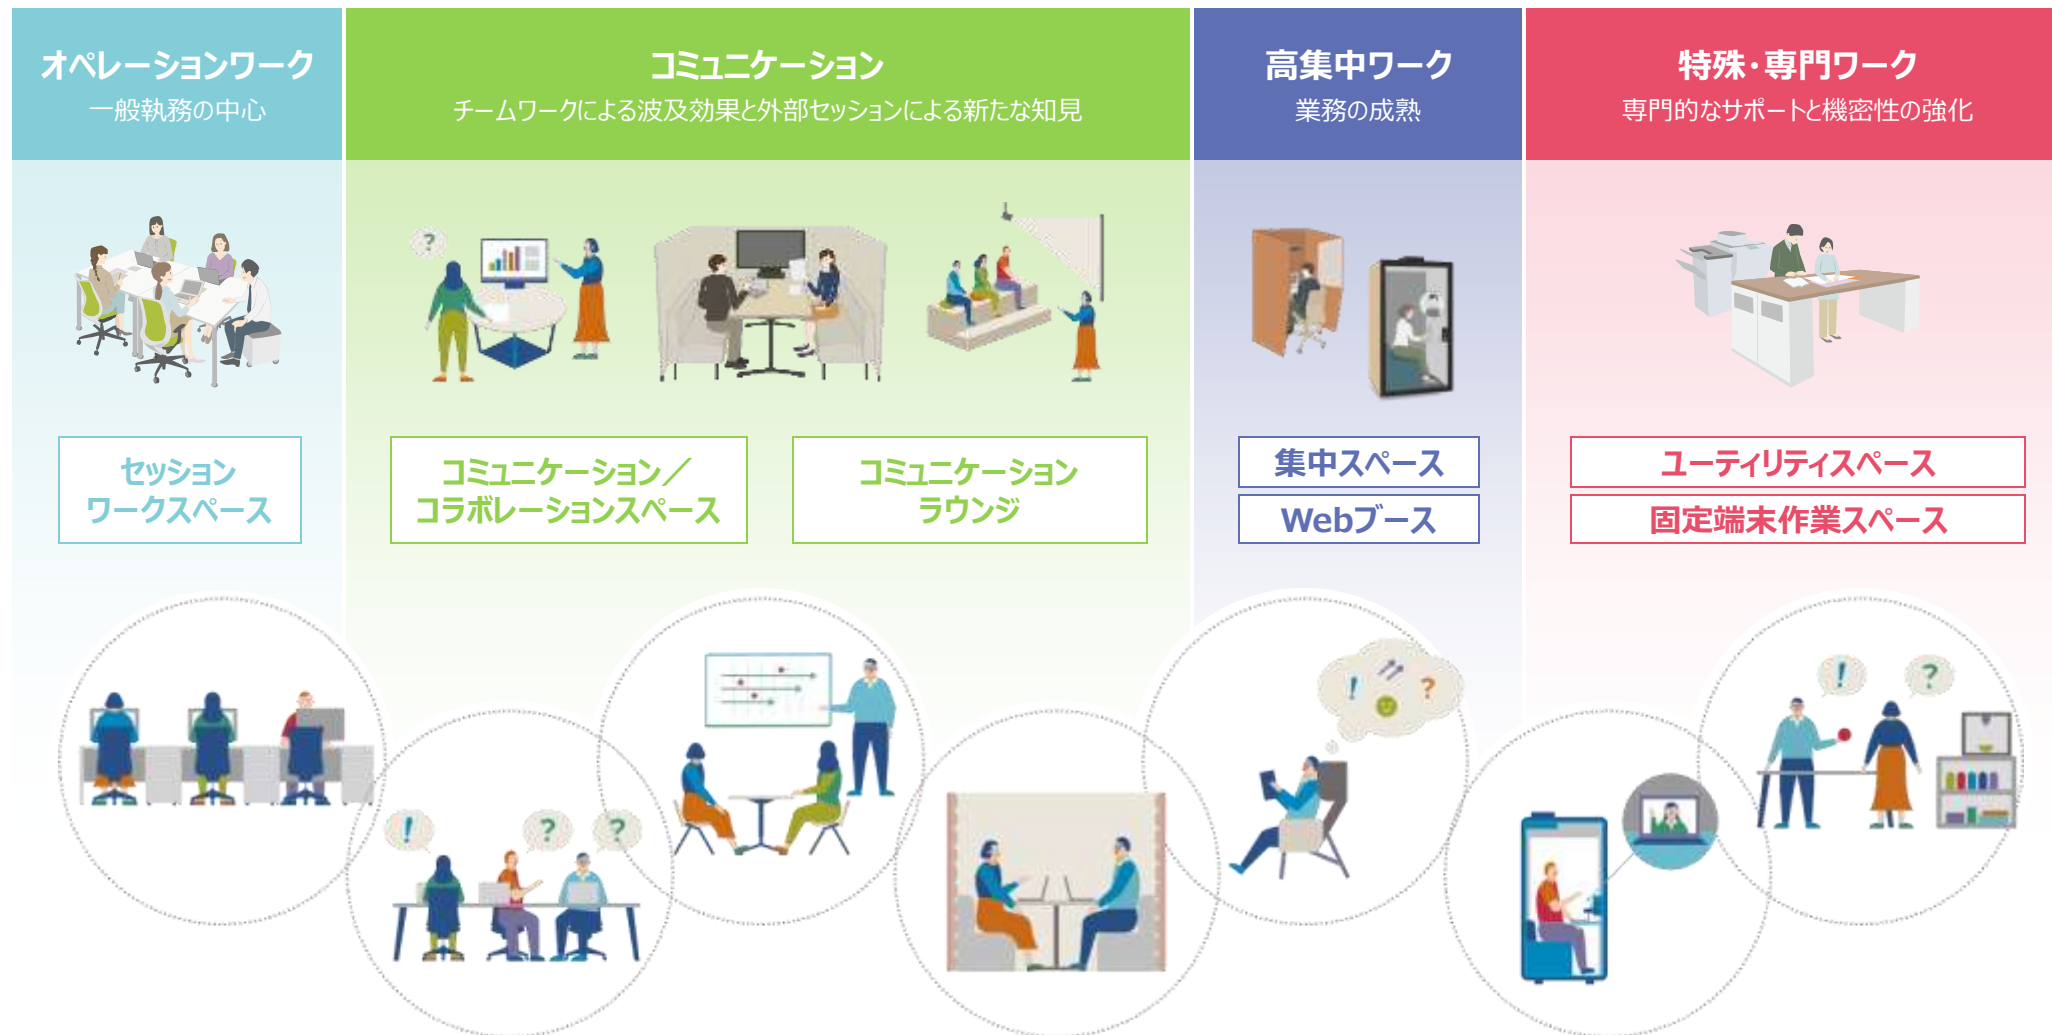 オペレーションワーク
一般執務の中心
コミュニケーション
チームワークによる波及効果と外部セッションによる新たな知見
高集中ワーク
業務の成熟
特殊・専門ワーク
専門的なサポートと機密性の強化
?
セッション
ワークスペース
コミュニケーション／
コラボレーションスペース
コミュニケーション
ラウンジ
集中スペース
Webブース
ユーティリティスペース
固定端末作業スペース
! ?
! ?
! ? ?